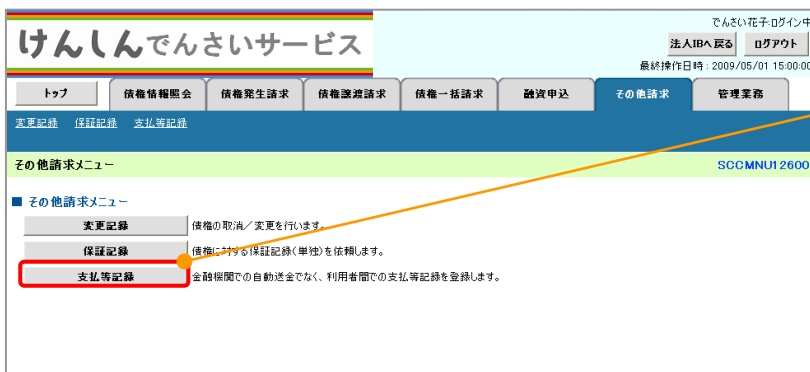 でんさい花子:ログイン中
けんしんでんさいサービス
法人IBへ戻る ログアウト
最終操作日時:2009/05/01 15:00:00
トップ 債権情報照会 債権発生請求 債権譲渡請求 債権一括請求 融資申込 その他請求 管理業務
変更記録 保証記録 支払等記録
その他請求メニュー SCCMNU12600
■ その他請求メニュー
変更記録 債権の取消/変更を行います。
保証記録 債権に対する保証記録(単独)を依頼します。
支払等記録 金融機関での自動送金でなく、利用者間での支払等記録を登録します。